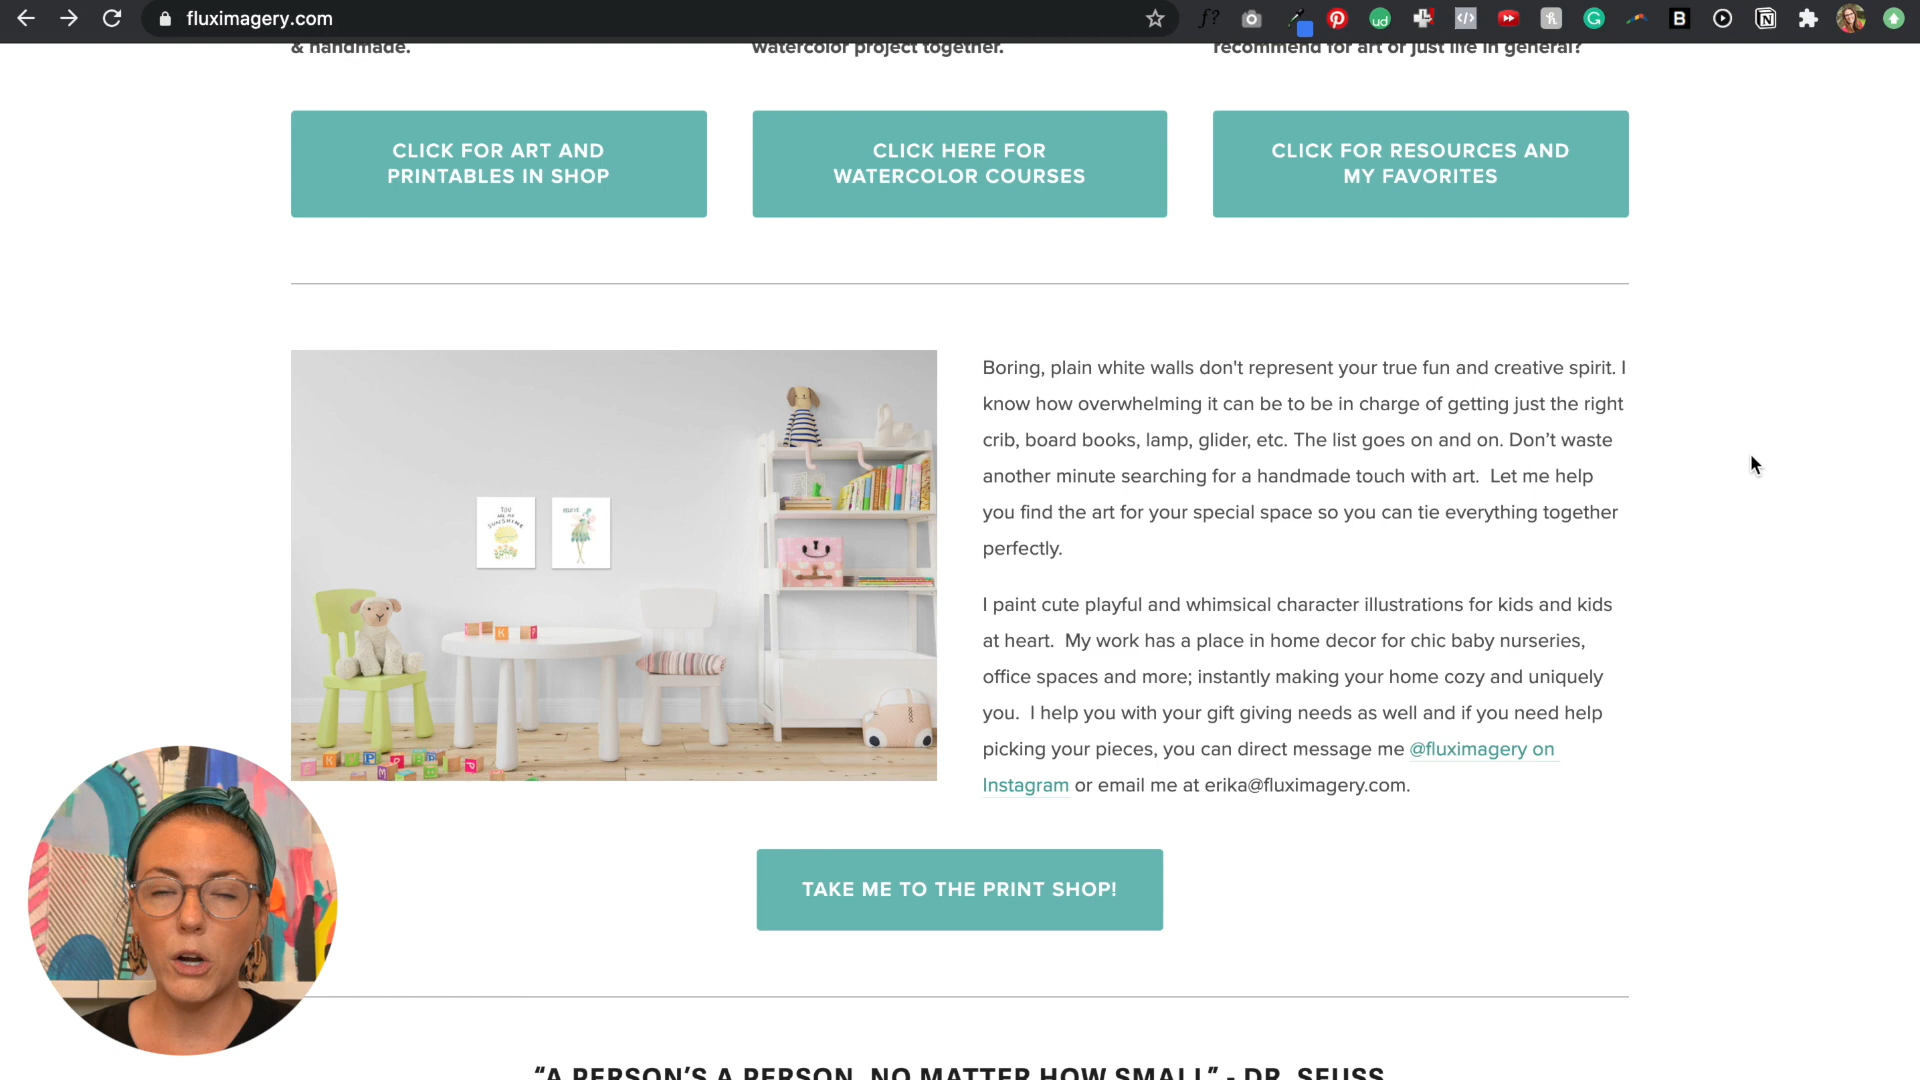 fluximagery.com
& handmade.
watercolor project together.
recommend for art or just life in general?
CLICK FOR ART AND
PRINTABLES IN SHOP
CLICK HERE FOR
WATERCOLOR COURSES
CLICK FOR RESOURCES AND
MY FAVORITES
Boring, plain white walls don't represent your true fun and creative spirit. I
know how overwhelming it can be to be in charge of getting just the right
crib, board books, lamp, glider, etc. The list goes on and on. Don’t waste
another minute searching for a handmade touch with art.  Let me help
you find the art for your special space so you can tie everything together
perfectly.
YOU
ARE MY
SUNSHINE
BELIEVE
I paint cute playful and whimsical character illustrations for kids and kids
at heart.  My work has a place in home decor for chic baby nurseries,
office spaces and more; instantly making your home cozy and uniquely
you.  I help you with your gift giving needs as well and if you need help
picking your pieces, you can direct message me @fluximagery on
Instagram or email me at erika@fluximagery.com.
TAKE ME TO THE PRINT SHOP!
“A PERSON’S A PERSON, NO MATTER HOW SMALL” - DR. SEUSS